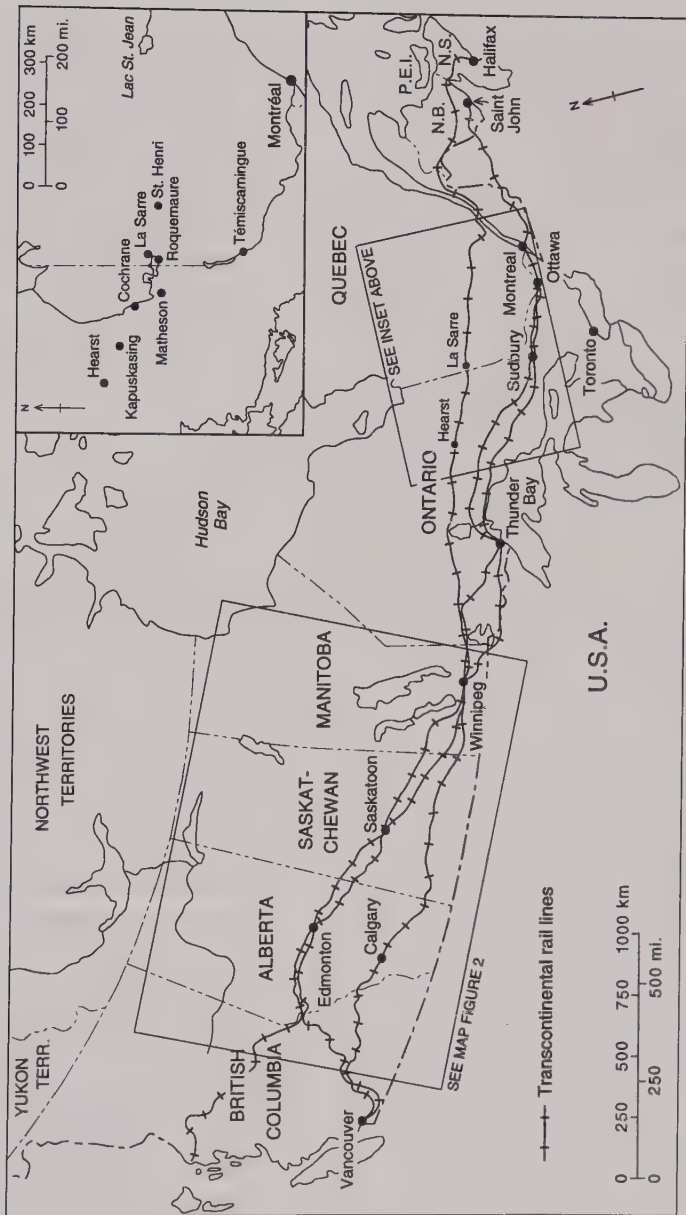 YUKON
TERR.
NORTHWEST
TERRITORIES
Hudson
Bay
BRITISH
COLUMBIA
ALBERTA
SASKAT-
CHEWAN
MANITOBA
ONTARIO
QUEBEC
N.B.
P.E.I.
N.S.
Vancouver
Edmonton
Calgary
Saskatoon
Winnipeg
Thunder
Bay
Hearst
La Sarre
Sudbury
Toronto
Ottawa
Montreal
Saint
John
Halifax
U.S.A.
SEE INSET ABOVE
SEE MAP FIGURE 2
Transcontinental rail lines
0 250 500 750 1000 km
0 250 500 mi.
N
N
0 100 200 300 km
0 100 200 mi.
Lac St. Jean
Hearst
Kapuskasing
Cochrane
Matheson
La Sarre
Roquemaure
St. Henri
Témiscamingue
Montréal